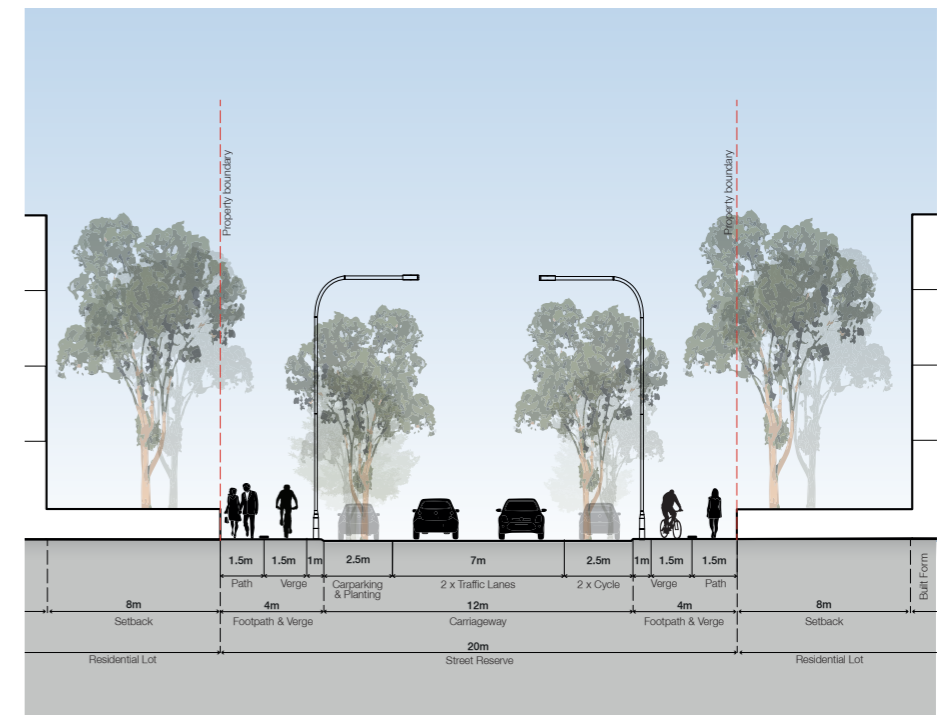 Property boundary
Property boundary
1.5m 1.5m 1m 2.5m 7m 2.5m 1m 1.5m 1.5m
Path Verge Carparking 2 x Traffic Lanes 2 x Cycle Verge Path
& Planting
Built Form
8m 4m 12m 4m 8m
Setback Footpath & Verge Carriageway Footpath & Verge Setback
20m
Residential Lot Street Reserve Residential Lot